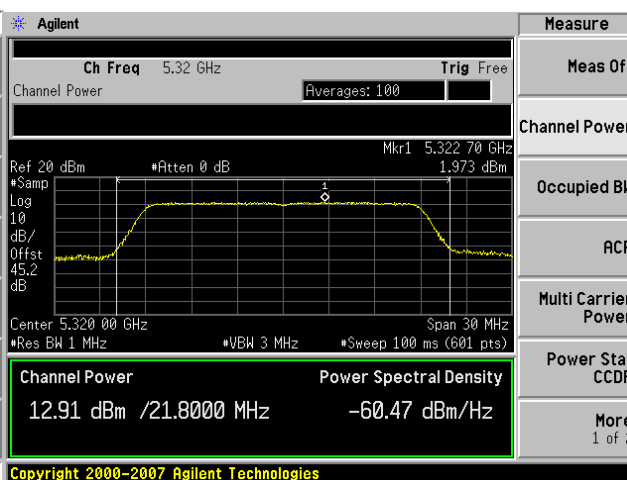 Agilent
Measure
Ch Freq 5.32 GHz Trig Free
Channel Power Averages: 100
Meas Of
Channel Power
Mkr1 5.322 70 GHz
Ref 20 dBm #Atten 0 dB 1.973 dBm
#Samp
Log
10
dB/
Offst
45.2
dB
1
Occupied BW
ACP
Multi Carrier
Power
Center 5.320 00 GHz Span 30 MHz
#Res BW 1 MHz #VBW 3 MHz #Sweep 100 ms (601 pts)
Channel Power Power Spectral Density
12.91 dBm /21.8000 MHz -60.47 dBm/Hz
Power Sta
CCDF
More
1 of 2
Copyright 2000-2007 Agilent Technologies